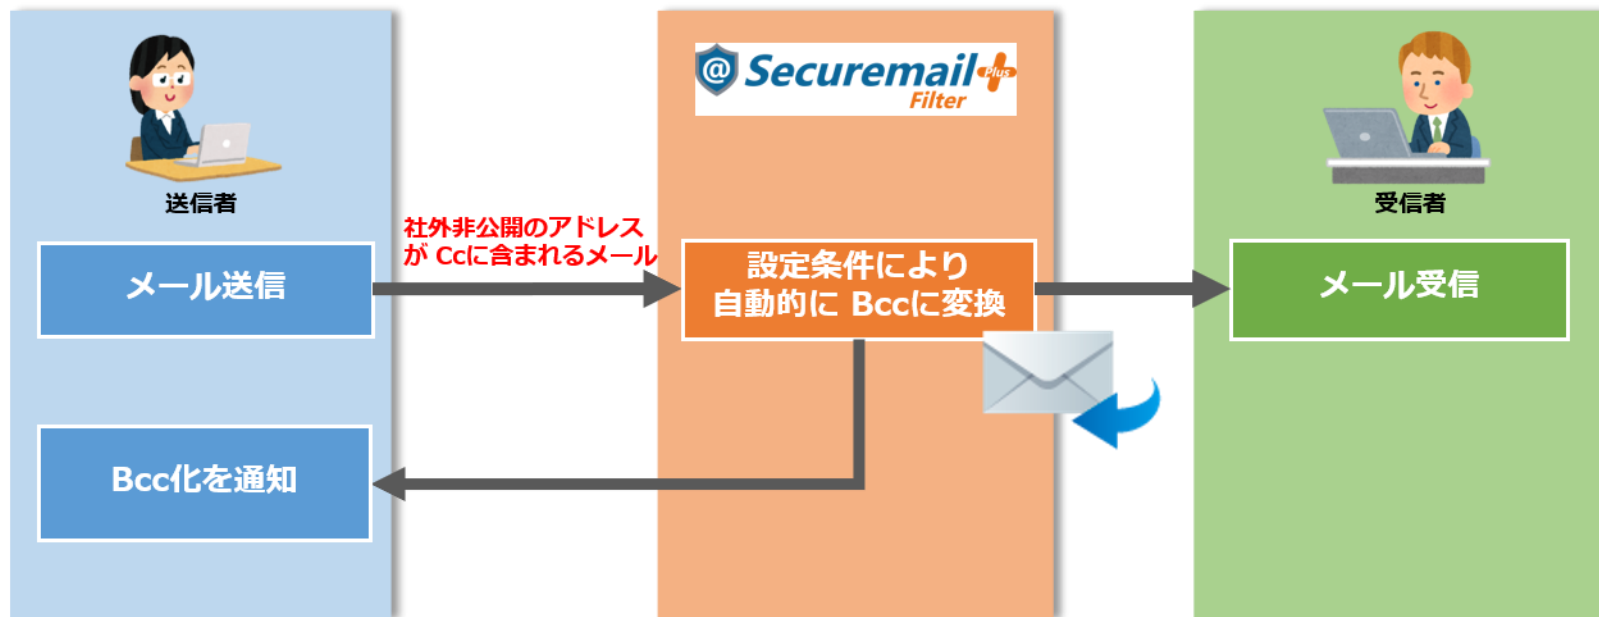 @ Securemail Plus
Filter
送信者
受信者
社外非公開のアドレス
が Ccに含まれるメール
メール送信
設定条件により
自動的に Bccに変換
メール受信
Bcc化を通知